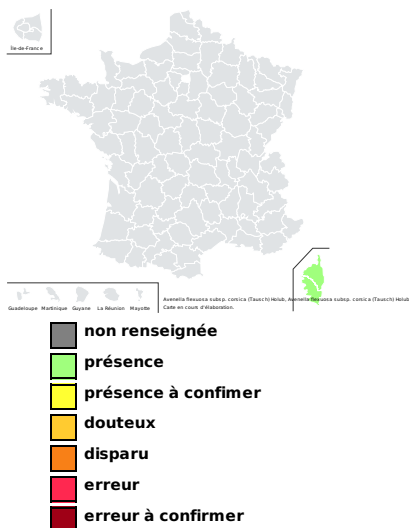 Île-de-France
Guadeloupe Martinique Guyane La Réunion Mayotte
Avenella flexuosa subsp. corsica (Tausch) Holub, Avenella flexuosa subsp. corsica (Tausch) Holub
Carte en cours d'élaboration.
non renseignée
présence
présence à confimer
douteux
disparu
erreur
erreur à confirmer